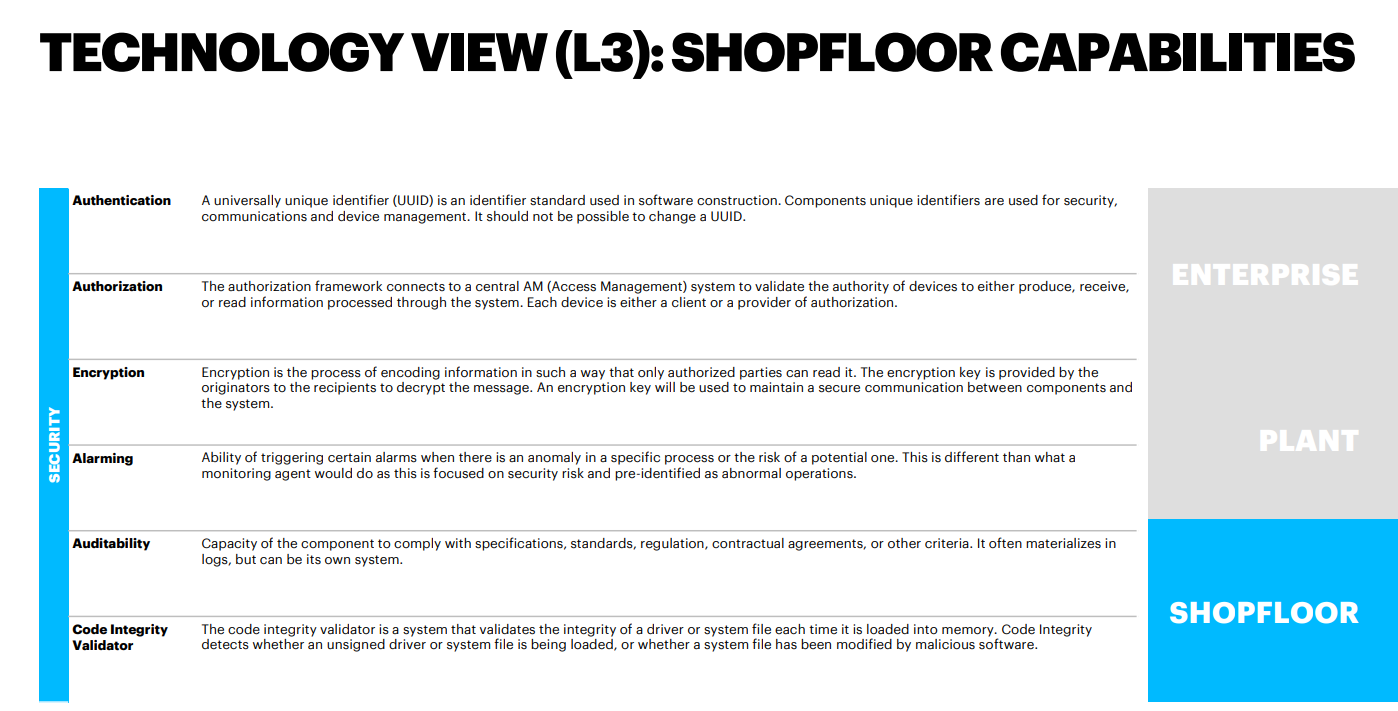 TECHNOLOGY VIEW (L3): SHOPFLOOR CAPABILITIES
SECURITY
Authentication
A universally unique identifier (UUID) is an identifier standard used in software construction. Components unique identifiers are used for security,
communications and device management. It should not be possible to change a UUID.
Authorization
The authorization framework connects to a central AM (Access Management) system to validate the authority of devices to either produce, receive,
or read information processed through the system. Each device is either a client or a provider of authorization.
Encryption
Encryption is the process of encoding information in such a way that only authorized parties can read it. The encryption key is provided by the
originators to the recipients to decrypt the message. An encryption key will be used to maintain a secure communication between components and
the system.
Alarming
Ability of triggering certain alarms when there is an anomaly in a specific process or the risk of a potential one. This is different than what a
monitoring agent would do as this is focused on security risk and pre-identified as abnormal operations.
Auditability
Capacity of the component to comply with specifications, standards, regulation, contractual agreements, or other criteria. It often materializes in
logs, but can be its own system.
Code Integrity
Validator
The code integrity validator is a system that validates the integrity of a driver or system file each time it is loaded into memory. Code Integrity
detects whether an unsigned driver or system file is being loaded, or whether a system file has been modified by malicious software.
ENTERPRISE
PLANT
SHOPFLOOR